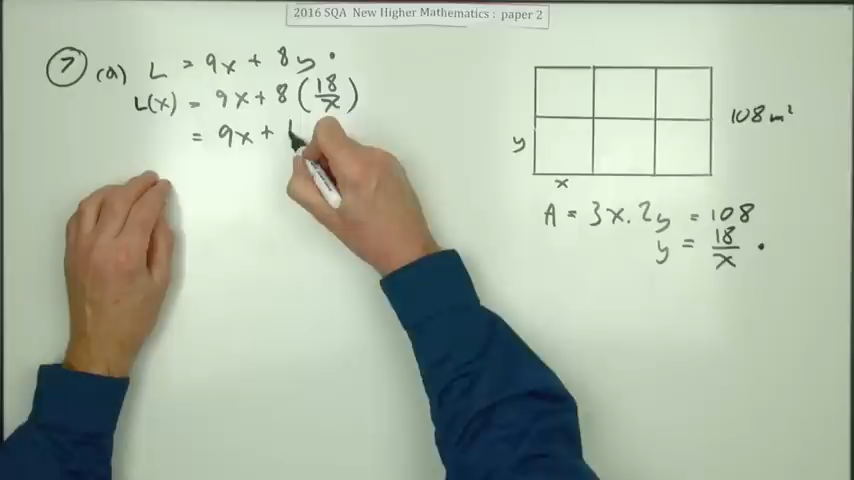 2016 SQA New Higher Mathematics : paper 2
7 (a) L = 9x + 8y •
L(x) = 9x + 8 (18/x)
= 9x + 1
108 m²
y
x
A = 3x . 2y = 108
y = 18/x •